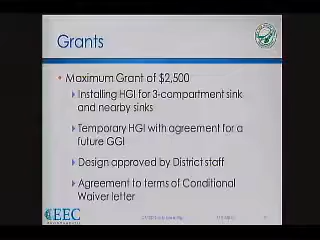 Grants
• Maximum Grant of $2,500
Installing HGI for 3-compartment sink
and nearby sinks
Temporary HGI with agreement for a
future GGI
Design approved by District staff
Agreement to terms of Conditional
Waiver letter
EEC